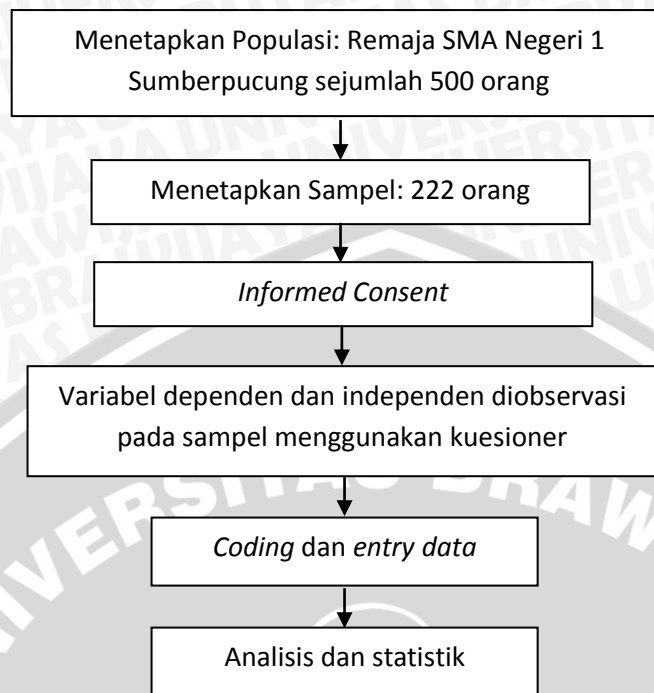 Menetapkan Populasi: Remaja SMA Negeri 1
Sumberpucung sejumlah 500 orang
Menetapkan Sampel: 222 orang
Informed Consent
Variabel dependen dan independen diobservasi
pada sampel menggunakan kuesioner
Coding dan entry data
Analisis dan statistik